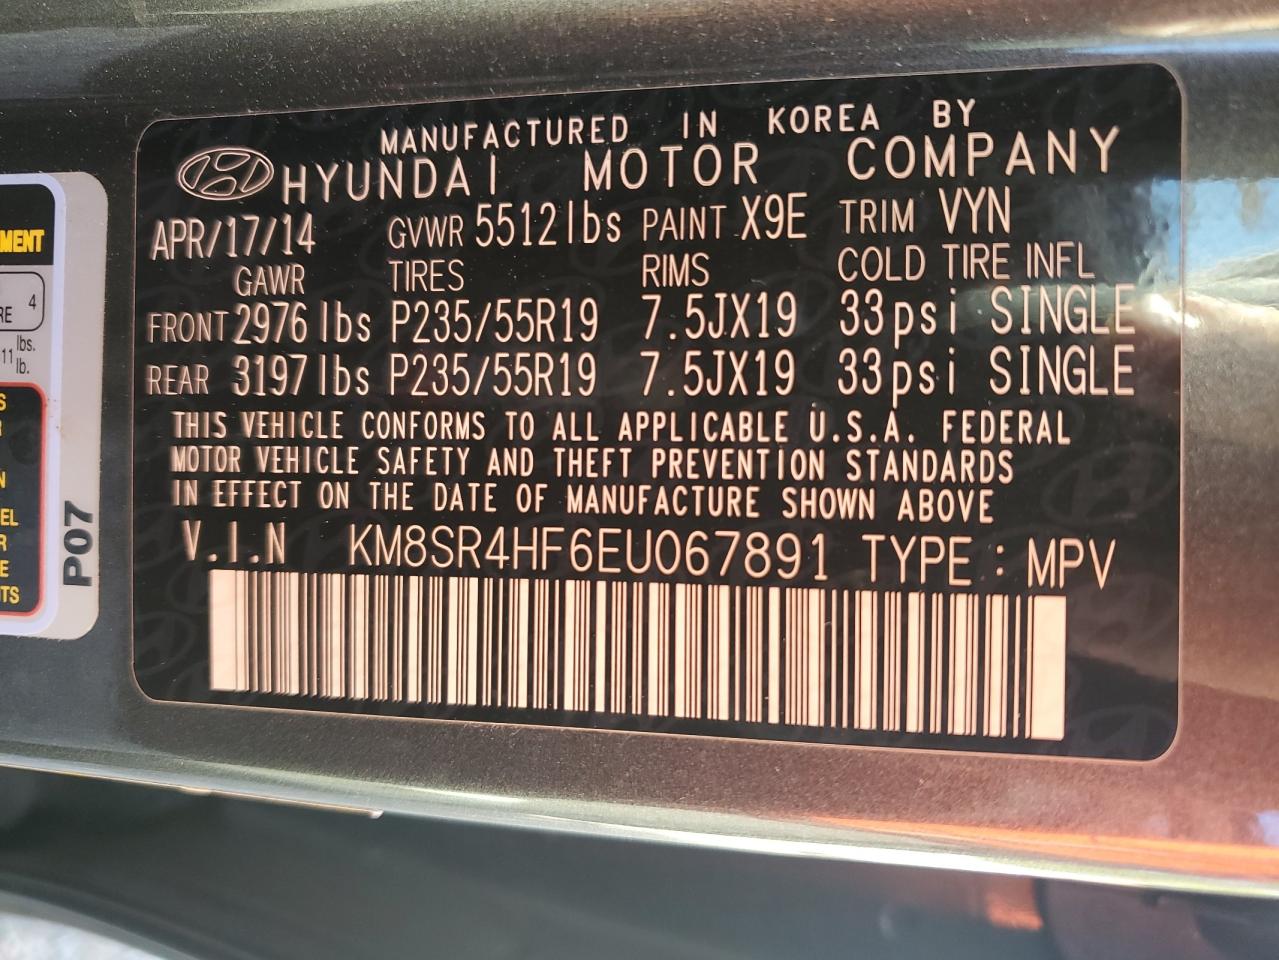 MANUFACTURED IN KOREA BY
HYUNDAI MOTOR COMPANY
APR/17/14 GVWR 5512lbs PAINT X9E TRIM VYN
GAWR TIRES RIMS COLD TIRE INFL
FRONT 2976lbs P235/55R19 7.5JX19 33psi SINGLE
REAR 3197lbs P235/55R19 7.5JX19 33psi SINGLE
THIS VEHICLE CONFORMS TO ALL APPLICABLE U.S.A. FEDERAL
MOTOR VEHICLE SAFETY AND THEFT PREVENTION STANDARDS
IN EFFECT ON THE DATE OF MANUFACTURE SHOWN ABOVE
V.I.N KM8SR4HF6EU067891 TYPE : MPV
4
lbs.
lb.
P07